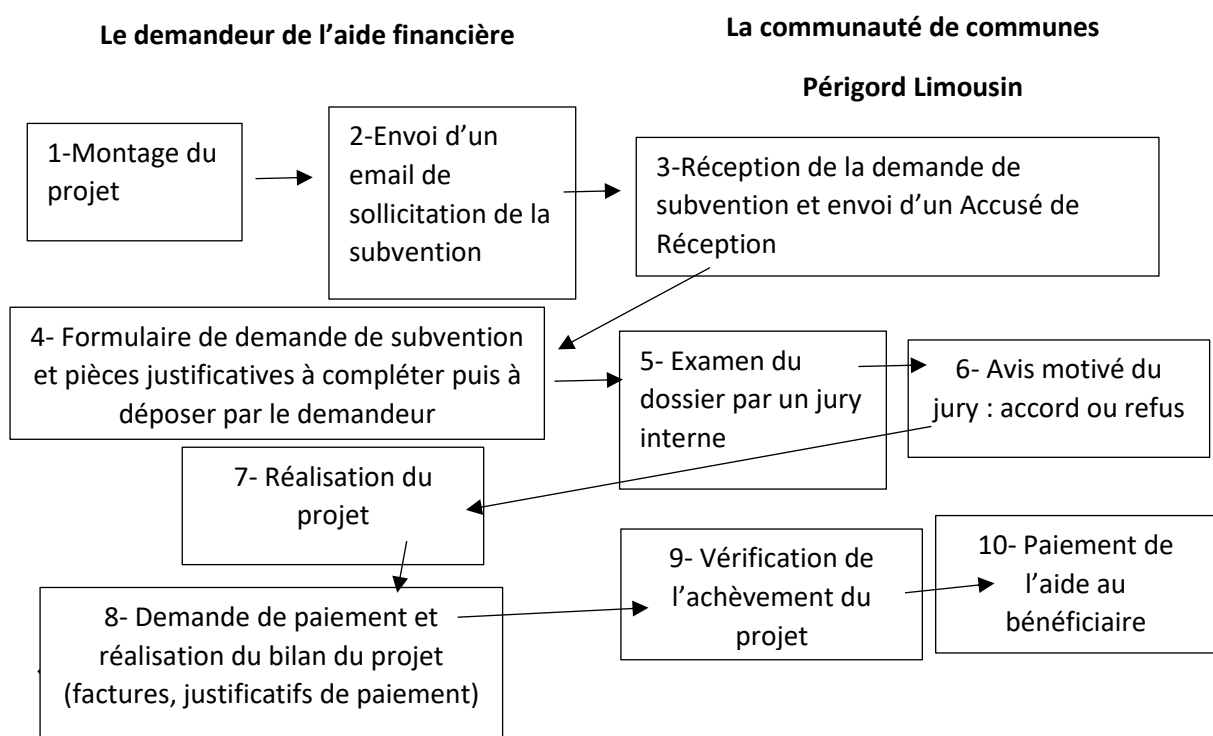 Le demandeur de l’aide financière
La communauté de communes
Périgord Limousin
1-Montage du
projet
2-Envoi d’un
email de
sollicitation de la
subvention
3-Réception de la demande de
subvention et envoi d’un Accusé de
Réception
4- Formulaire de demande de subvention
et pièces justificatives à compléter puis à
déposer par le demandeur
5- Examen du
dossier par un jury
interne
6- Avis motivé du
jury : accord ou refus
7- Réalisation du
projet
8- Demande de paiement et
réalisation du bilan du projet
(factures, justificatifs de paiement)
9- Vérification de
l’achèvement du
projet
10- Paiement de
l’aide au
bénéficiaire